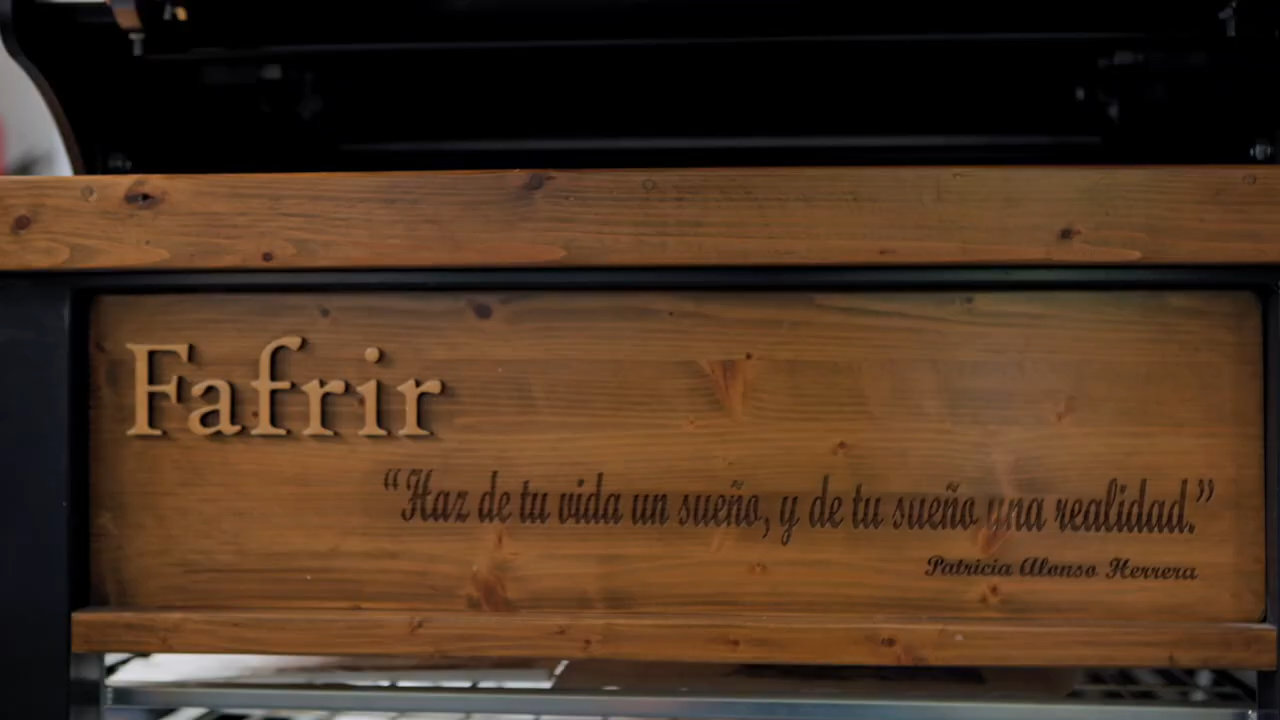 Fafrir
“Haz de tu vida un sueño, y de tu sueño una realidad.”
Patricia Alonso Herrera